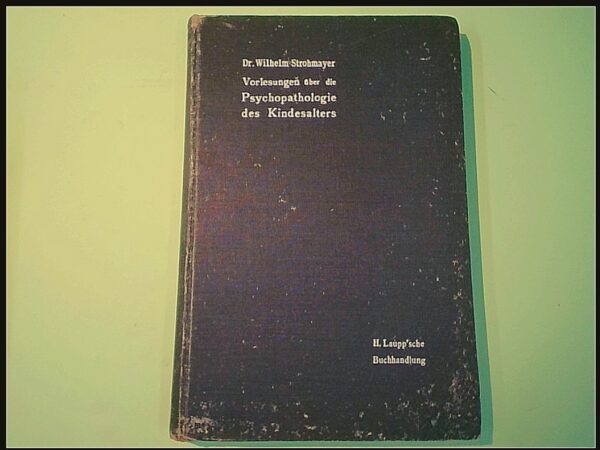 Dr. Wilhelm Strohmayer
Vorlesungen über die
Psychopathologie
des Kindesalters
H. Laupp'sche
Buchhandlung